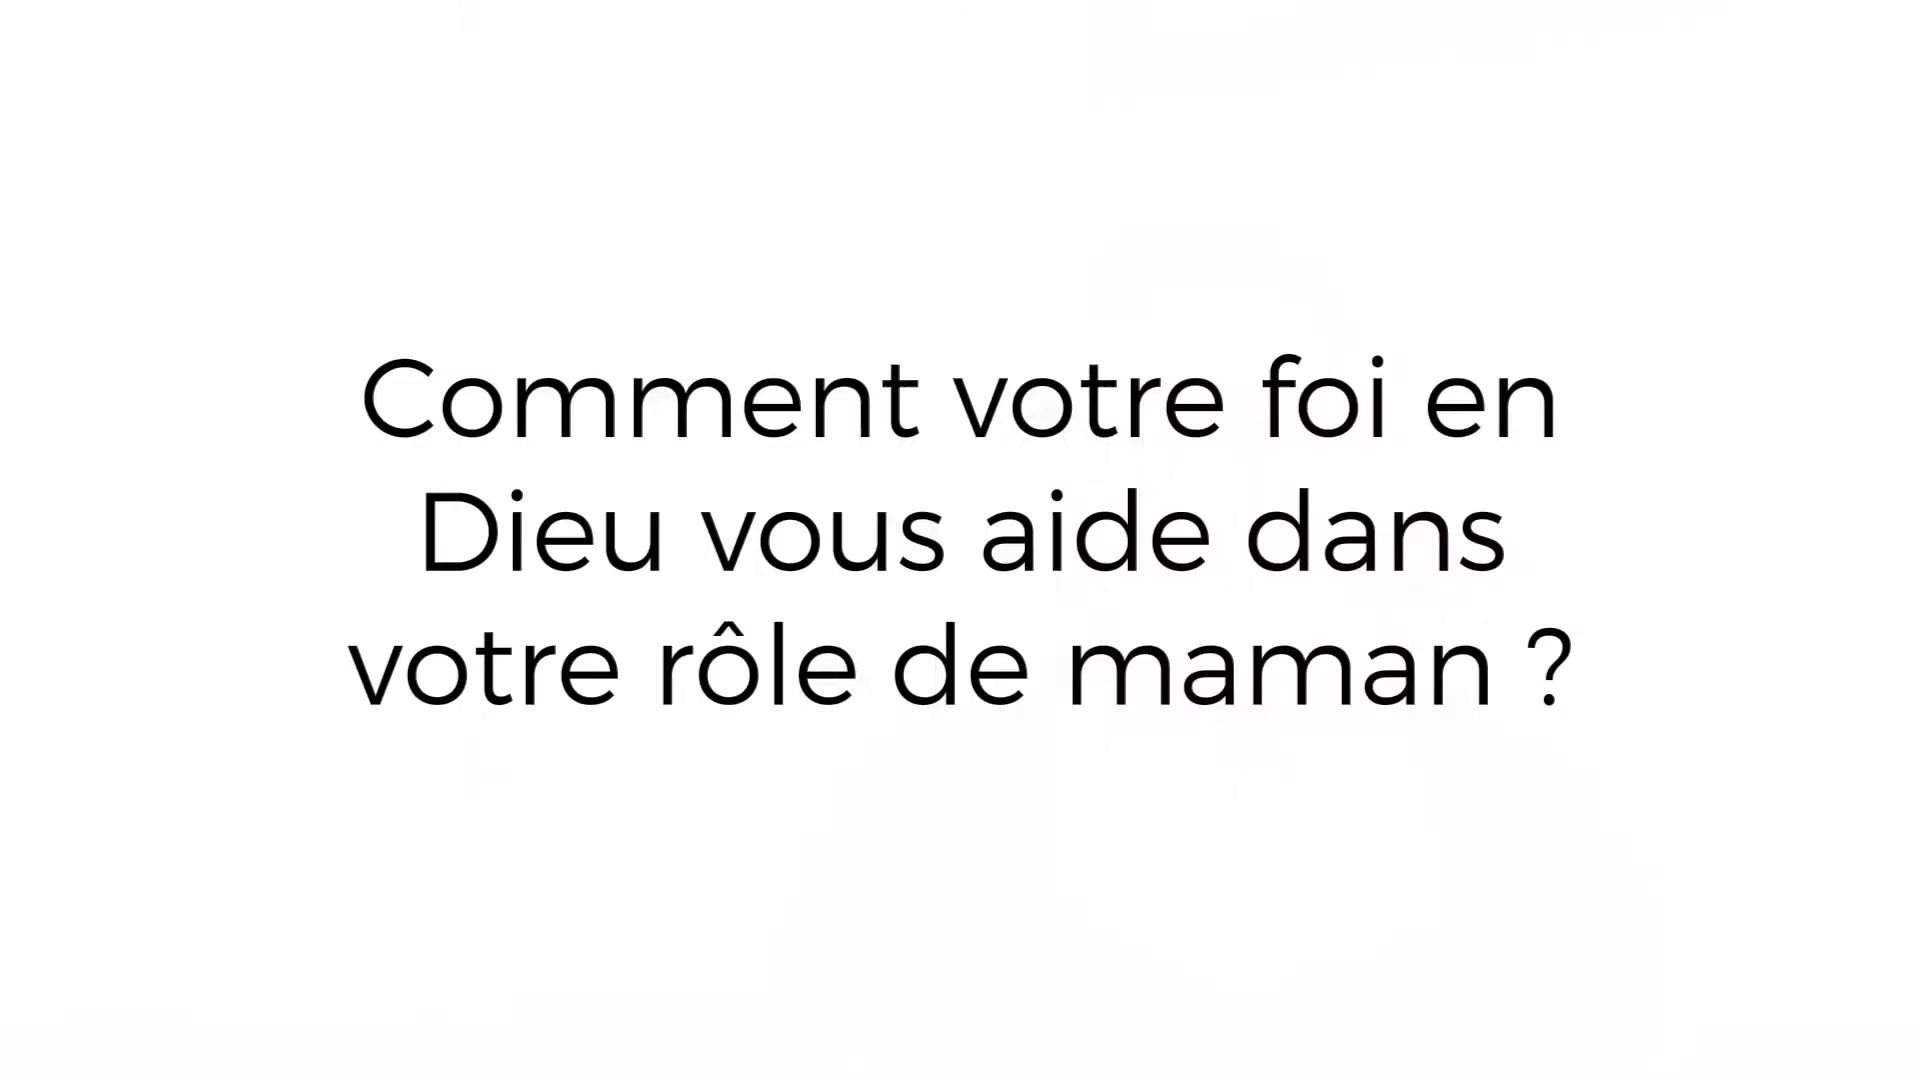 Comment votre foi en
Dieu vous aide dans
votre rôle de maman ?